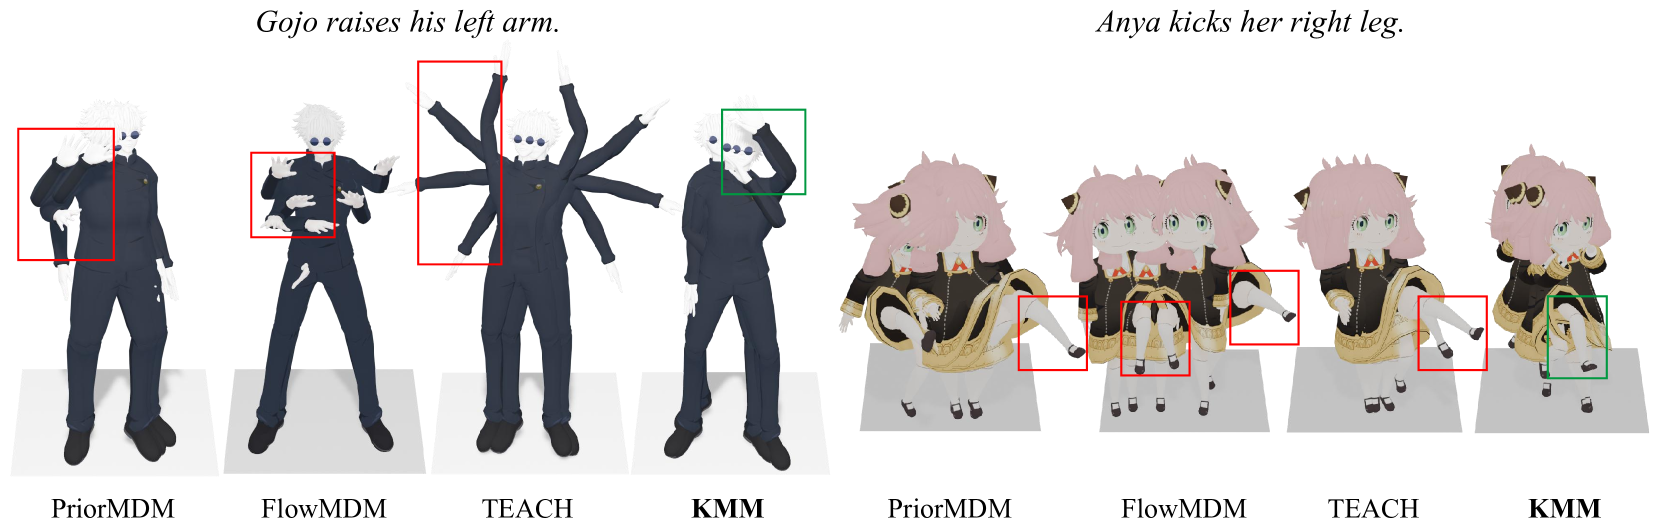 Gojo raises his left arm.
Anya kicks her right leg.
PriorMDM
FlowMDM
TEACH
KMM
PriorMDM
FlowMDM
TEACH
KMM